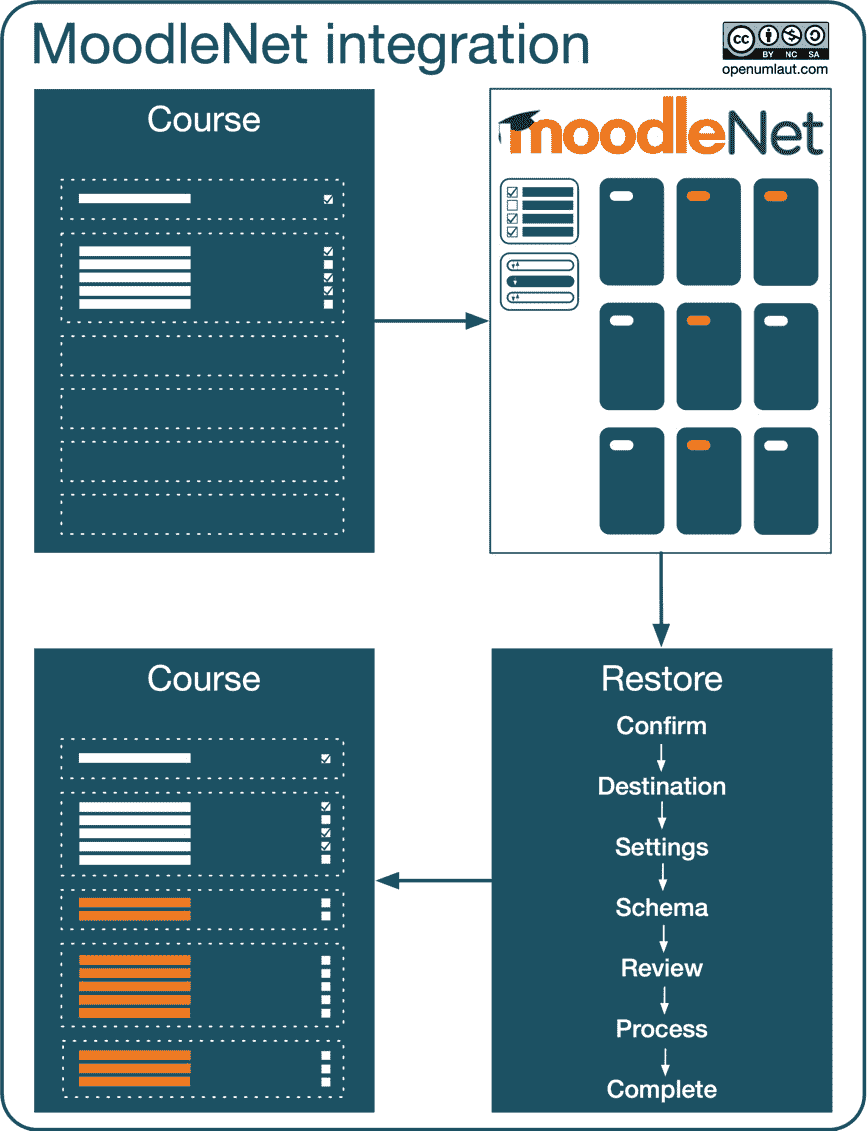 MoodleNet integration
cc BY NC SA
openumlaut.com
Course
moodleNet
Course
Restore
Confirm
Destination
Settings
Schema
Review
Process
Complete